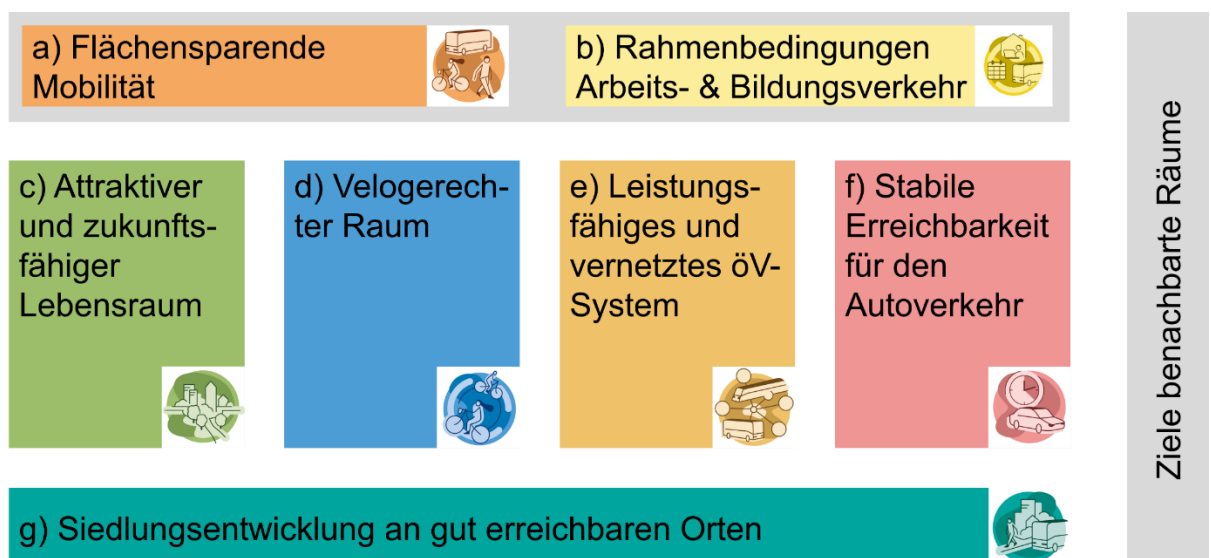 a) Flächensparende
Mobilität
b) Rahmenbedingungen
Arbeits- & Bildungsverkehr
c) Attraktiver
und zukunfts-
fähiger
Lebensraum
d) Velogerech-
ter Raum
e) Leistungs-
fähiges und
vernetztes öV-
System
f) Stabile
Erreichbarkeit
für den
Autoverkehr
g) Siedlungsentwicklung an gut erreichbaren Orten
Ziele benachbarte Räume